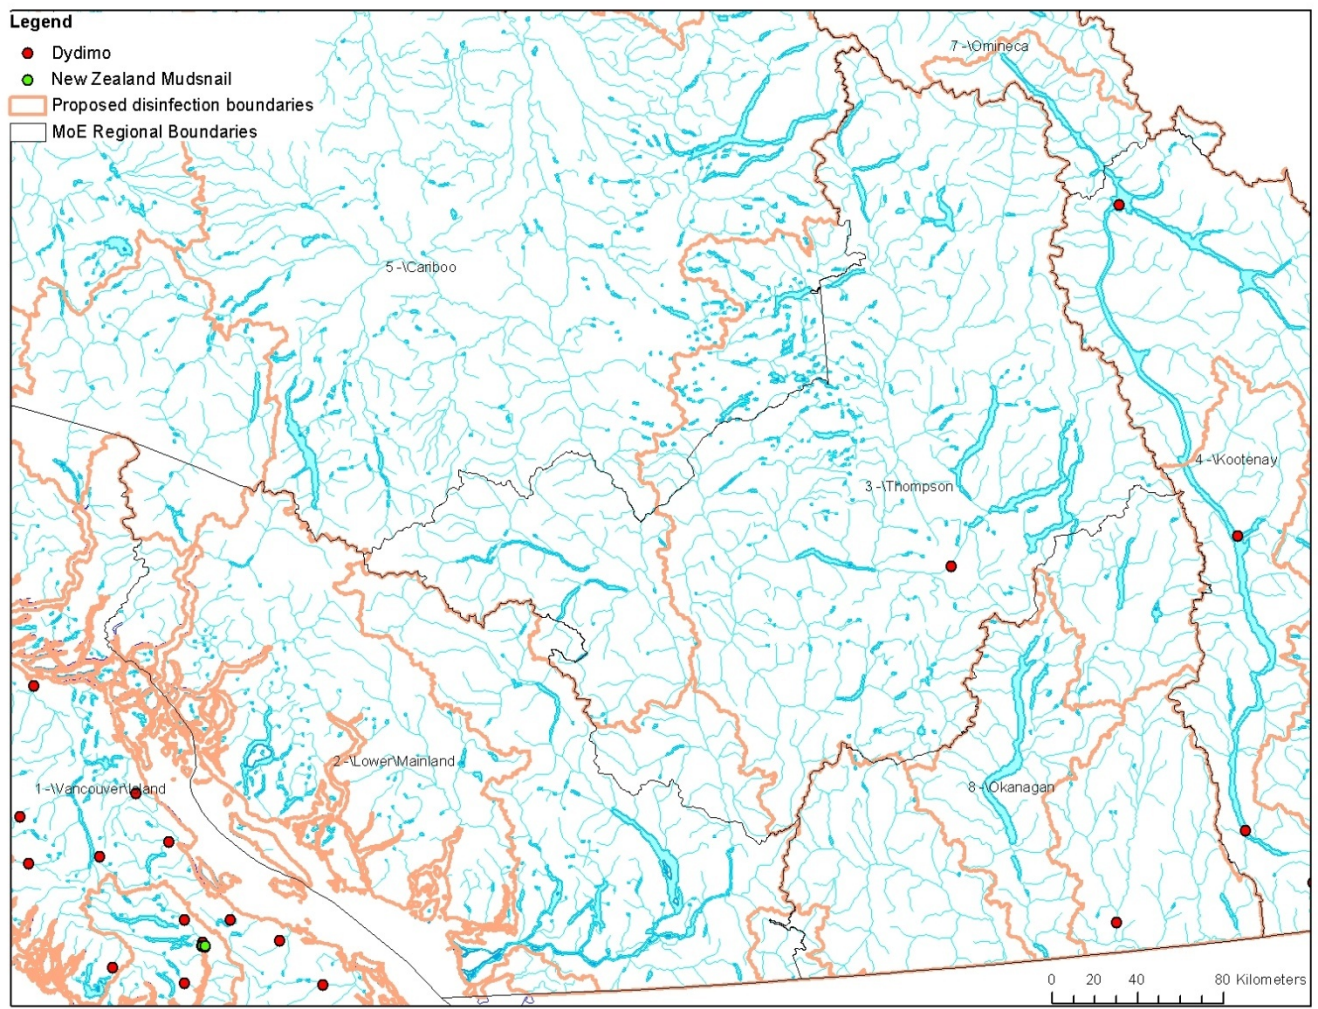 Legend
Dydimo
New Zealand Mudsnail
Proposed disinfection boundaries
MoE Regional Boundaries
7-\Omineca
5-\Cariboo
4-\Kootenay
3-\Thompson
2-\Lower\Mainland
1-\Vancouver\Island
8-\Okanagan
0 20 40 80 Kilometers